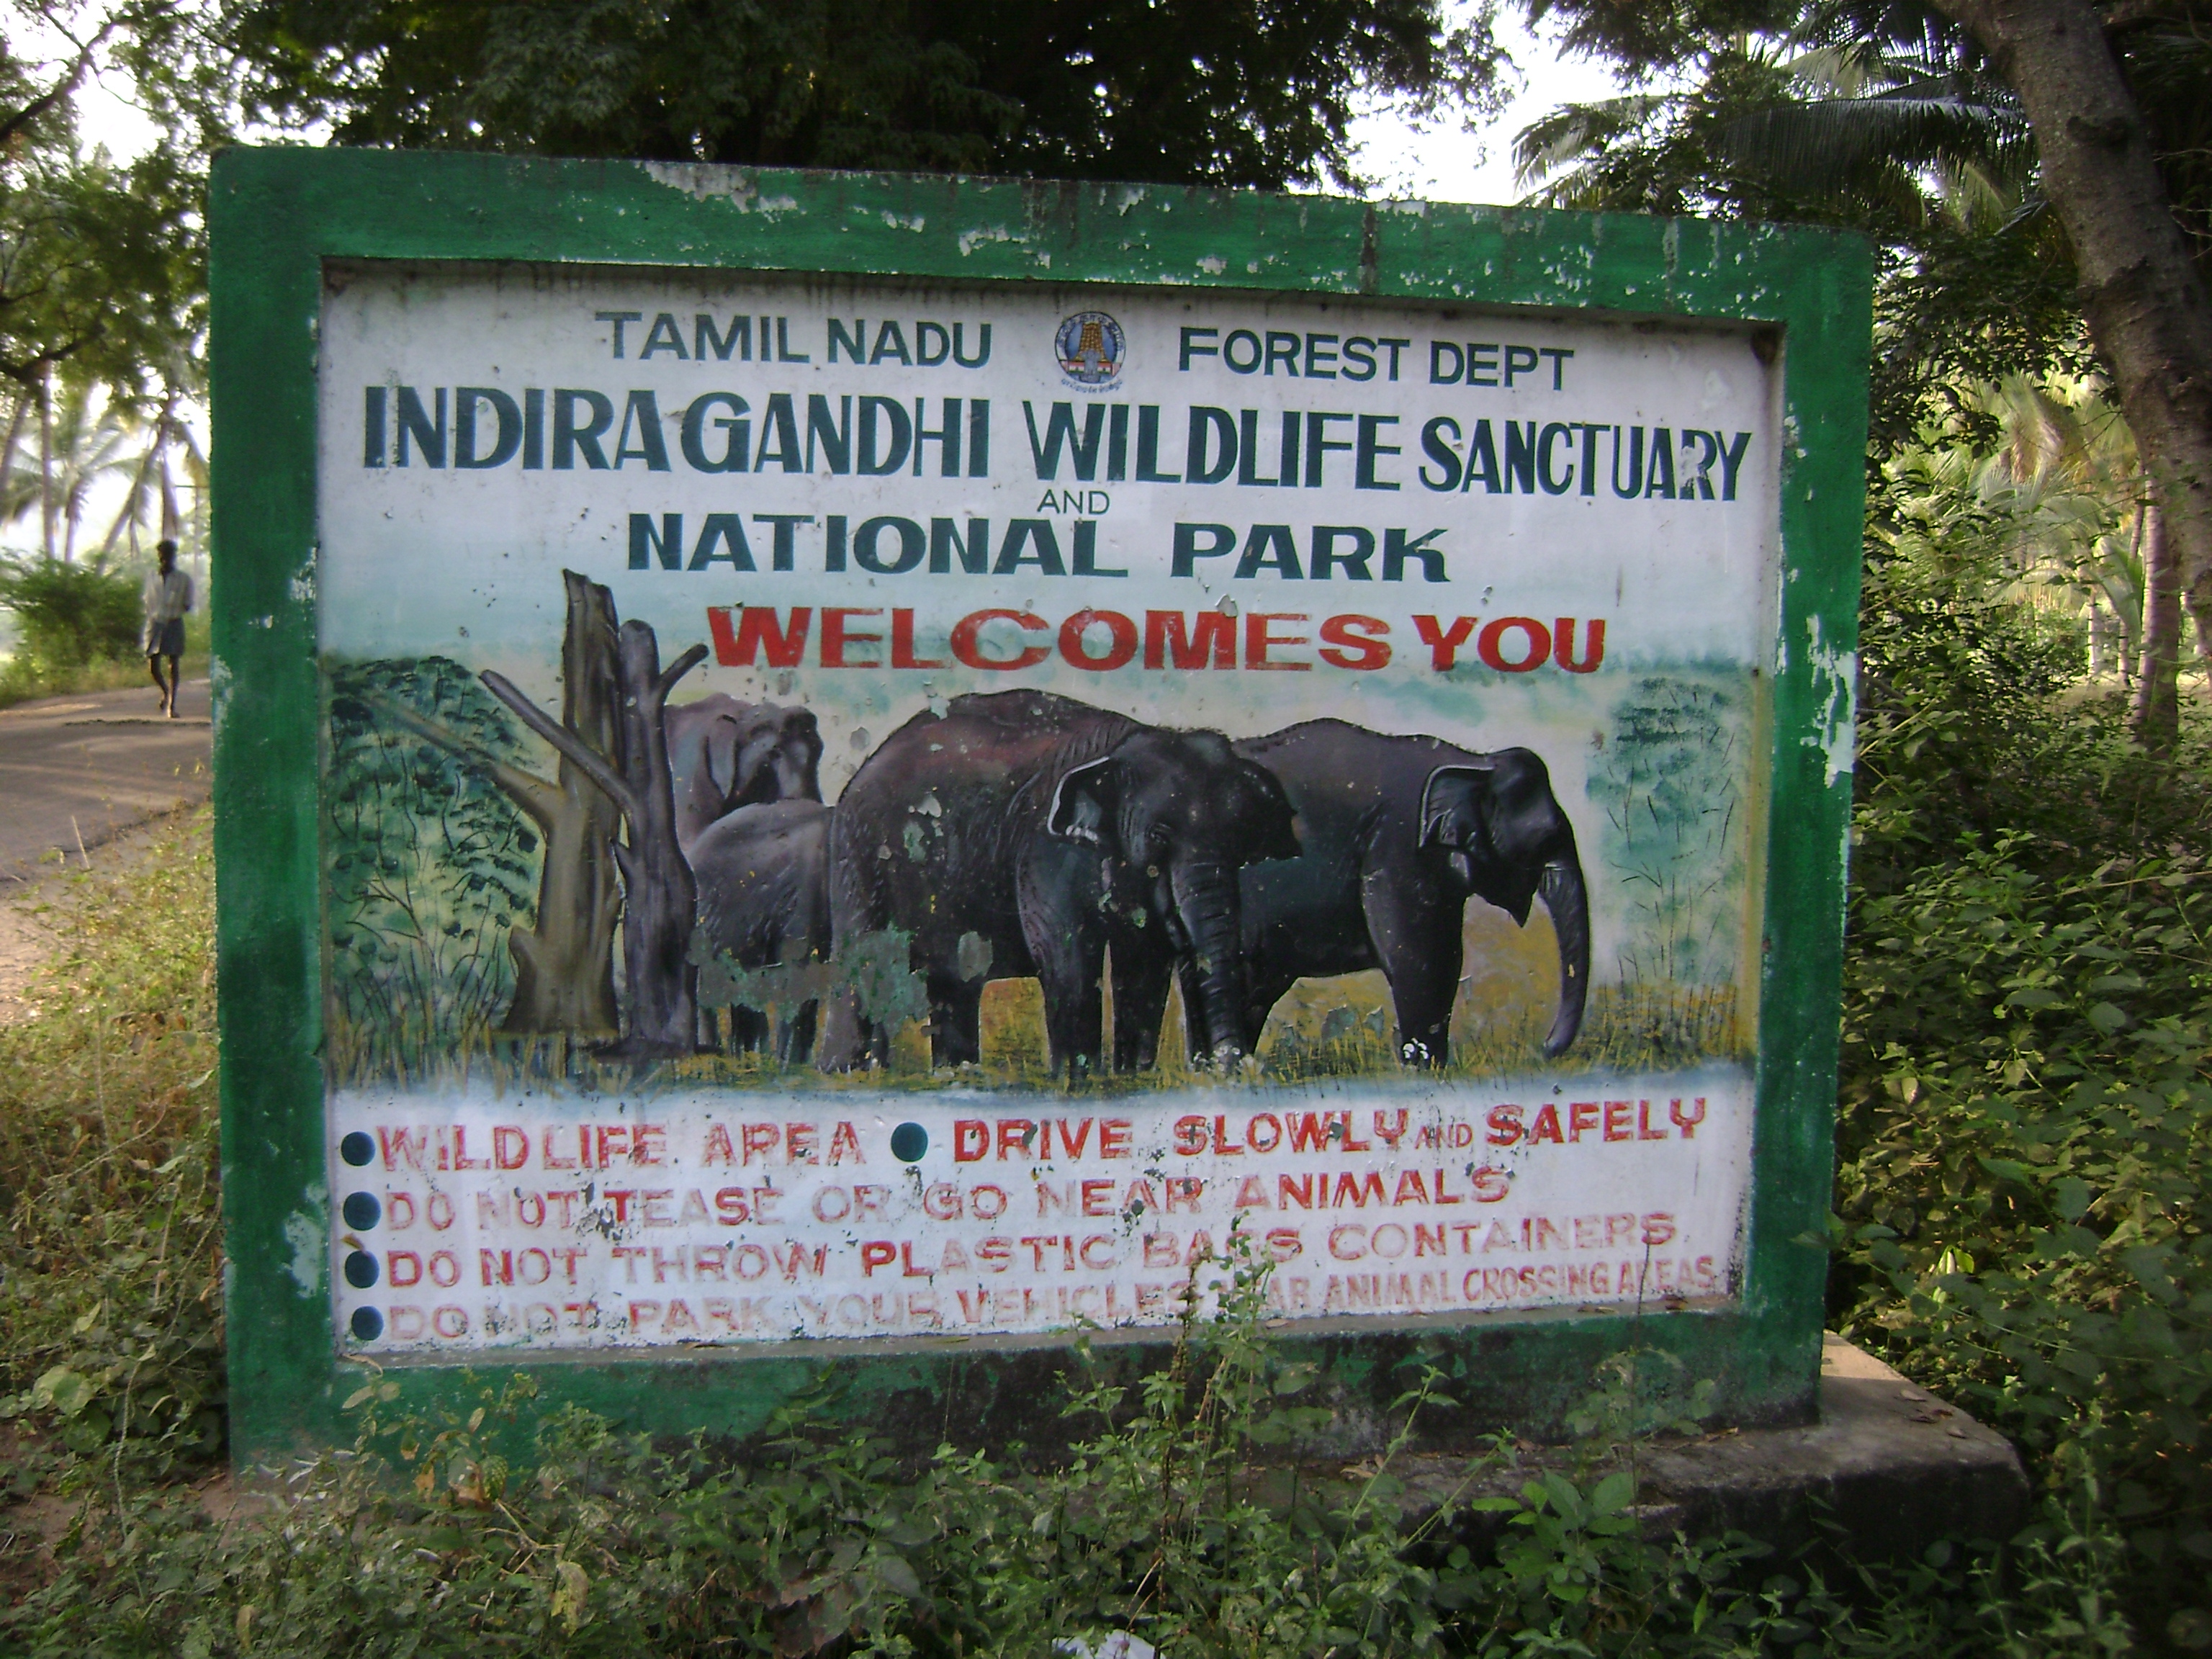 TAMIL NADU FOREST DEPT
INDIRA GANDHI WILDLIFE SANCTUARY
AND
NATIONAL PARK
WELCOMES YOU
● WILDLIFE AREA ● DRIVE SLOWLY AND SAFELY
● DO NOT TEASE OR GO NEAR ANIMALS
● DO NOT THROW PLASTIC BAGS CONTAINERS
● DO NOT PARK YOUR VEHICLES NEAR ANIMAL CROSSING AREAS